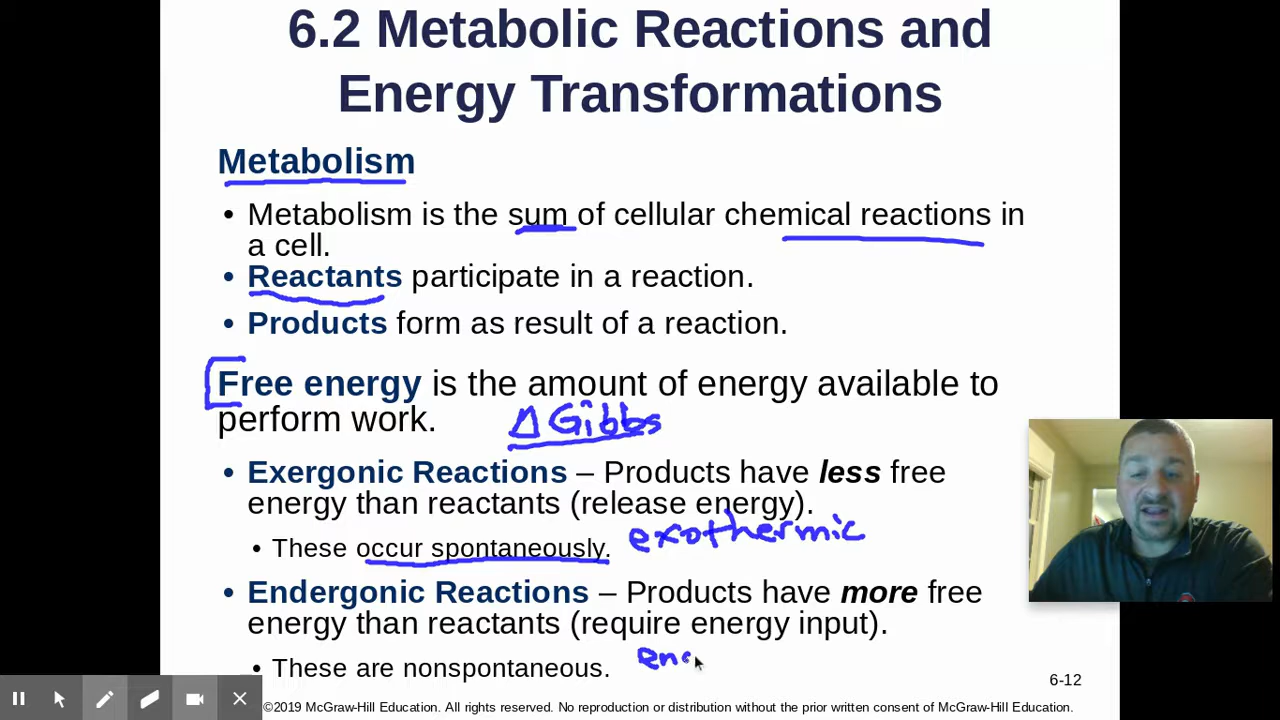 6.2 Metabolic Reactions and
Energy Transformations
Metabolism
• Metabolism is the sum of cellular chemical reactions in
a cell.
• Reactants participate in a reaction.
• Products form as result of a reaction.
Free energy is the amount of energy available to
perform work.
Δ Gibbs
• Exergonic Reactions – Products have less free
energy than reactants (release energy).
• These occur spontaneously.
exothermic
• Endergonic Reactions – Products have more free
energy than reactants (require energy input).
• These are nonspontaneous.
6-12
©2019 McGraw-Hill Education. All rights reserved. No reproduction or distribution without the prior written consent of McGraw-Hill Education.